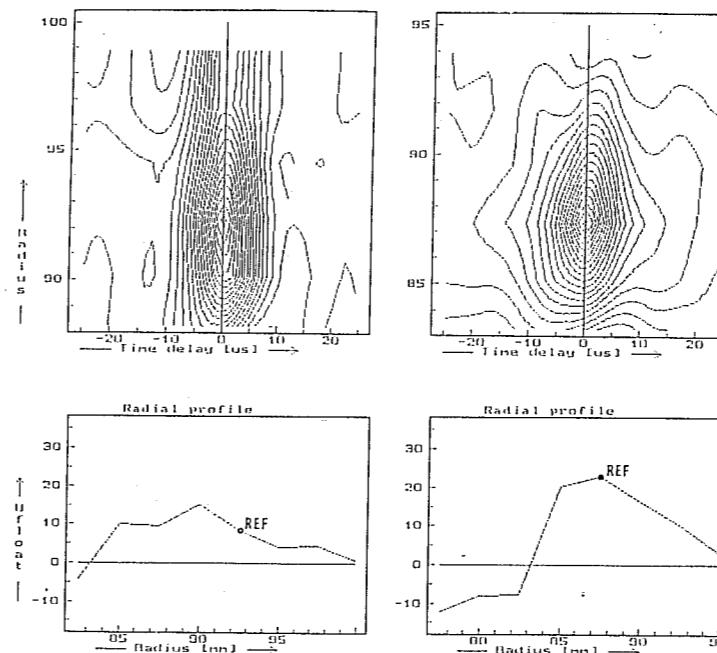 100
95
90
Radius
-20 -10 0 10 20
Time delay [us]
95
90
85
-20 -10 0 10 20
Time delay [us]
Radial profile
30
20
10
0
-10
Ufloat
REF
85 90 95
Radius [mm]
Radial profile
30
20
10
0
-10
REF
80 85 90
Radius [mm]